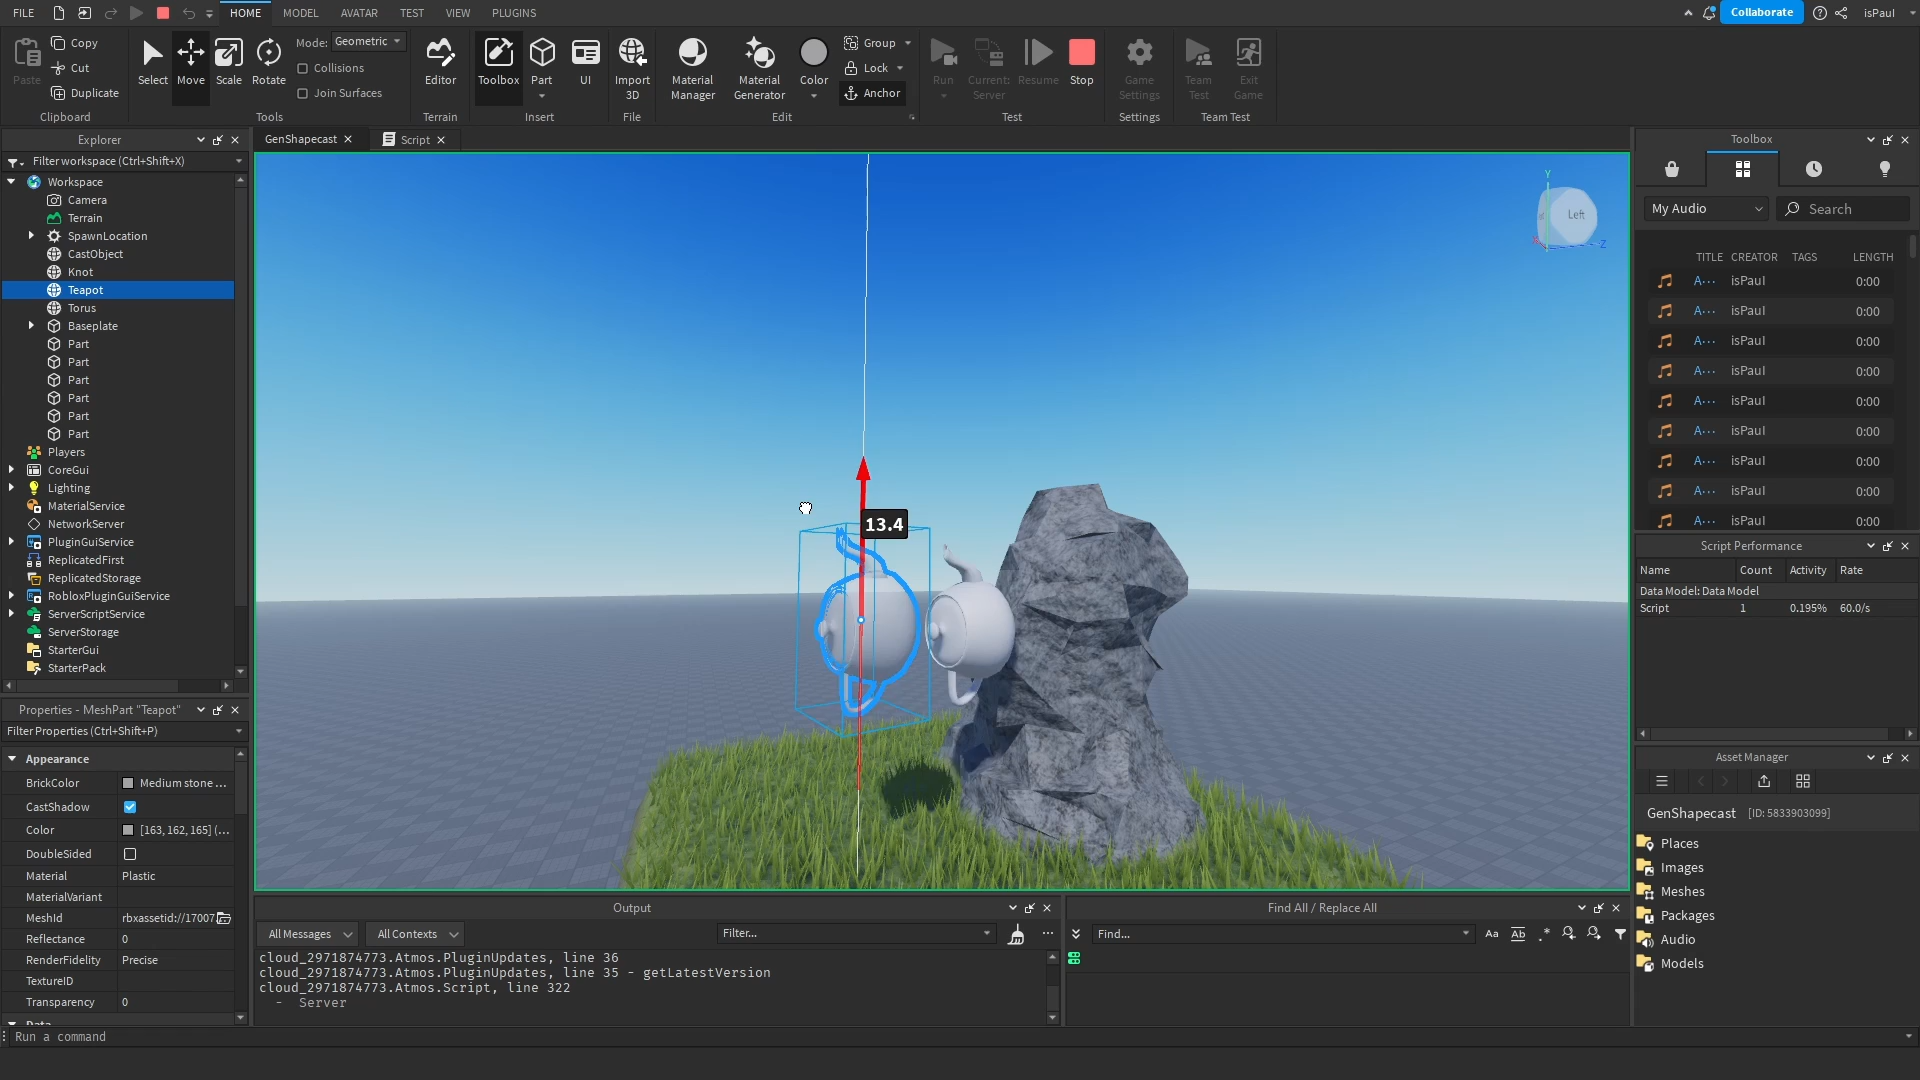 FILE HOME MODEL AVATAR TEST VIEW PLUGINS Collaborate isPaul
Paste Copy Cut Duplicate Clipboard
Select Move Scale Rotate Mode: Geometric Collisions Join Surfaces Tools
Editor Terrain
Toolbox Part UI Insert
Import 3D File
Material Manager Material Generator Color Group Lock Anchor Edit
Run Current: Server Resume Stop Test
Game Settings Settings
Team Test Exit Game Team Test
Explorer
Filter workspace (Ctrl+Shift+X)
Workspace
Camera
Terrain
SpawnLocation
CastObject
Knot
Teapot
Torus
Baseplate
Part
Part
Part
Part
Part
Part
Players
CoreGui
Lighting
MaterialService
NetworkServer
PluginGuiService
ReplicatedFirst
ReplicatedStorage
RobloxPluginGuiService
ServerScriptService
ServerStorage
StarterGui
StarterPack
Properties - MeshPart "Teapot"
Filter Properties (Ctrl+Shift+P)
Appearance
BrickColor Medium stone ...
CastShadow
Color [163, 162, 165] (...
DoubleSided
Material Plastic
MaterialVariant
MeshId rbxassetid://17007
Reflectance 0
RenderFidelity Precise
TextureID
Transparency 0
Data
GenShapecast Script
Y
Left
Z
13.4
Output
All Messages All Contexts Filter...
cloud_2971874773.Atmos.PluginUpdates, line 36
cloud_2971874773.Atmos.PluginUpdates, line 35 - getLatestVersion
cloud_2971874773.Atmos.Script, line 322
- Server
Find All / Replace All
Find... Aa Ab .*
Toolbox
My Audio Search
TITLE CREATOR TAGS LENGTH
A... isPaul 0:00
A... isPaul 0:00
A... isPaul 0:00
A... isPaul 0:00
A... isPaul 0:00
A... isPaul 0:00
A... isPaul 0:00
A... isPaul 0:00
A... isPaul 0:00
Script Performance
Name Count Activity Rate
Data Model: Data Model
Script 1 0.195% 60.0/s
Asset Manager
GenShapecast [ID: 5833903099]
Places
Images
Meshes
Packages
Audio
Models
Run a command